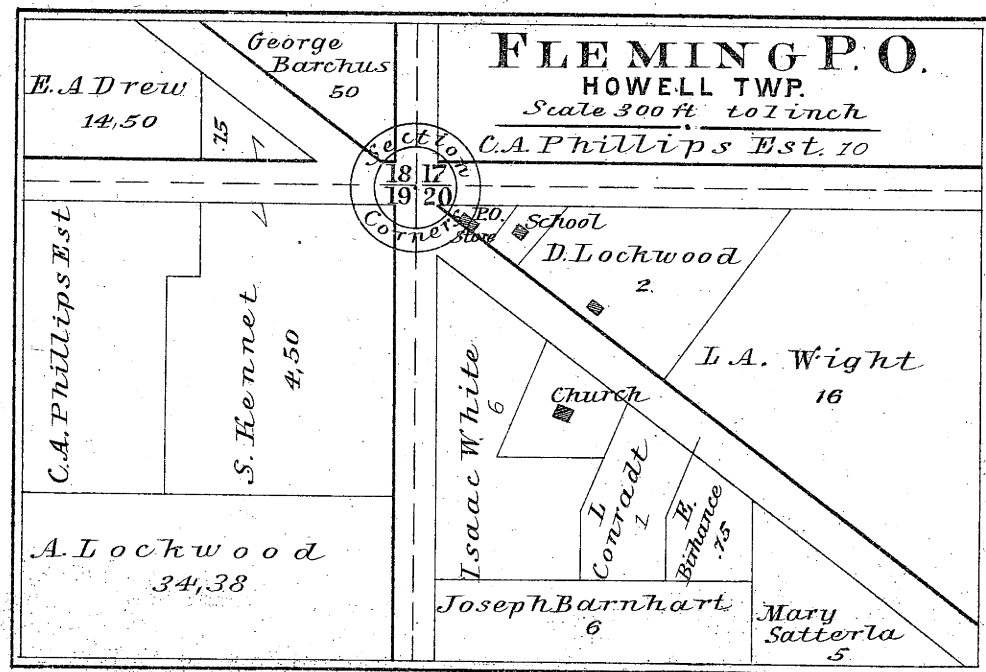 FLEMING P.O.
HOWELL TWP.
Scale 300 ft to 1 inch
C.A. Phillips Est. 10
George
Barchus
50
E. A Drew
14,50
.15
Section
18 17
19 20
Corners
P.O.
Store
School
D. Lockwood
2.
L A. Wight
16
C.A. Phillips Est
S. Kennet
4,50
Isaac White
6
Church
L
Conradt
1
E.
Birhance
.75
A. Lockwood
34,38
Joseph Barnhart
6
Mary
Satterla
5